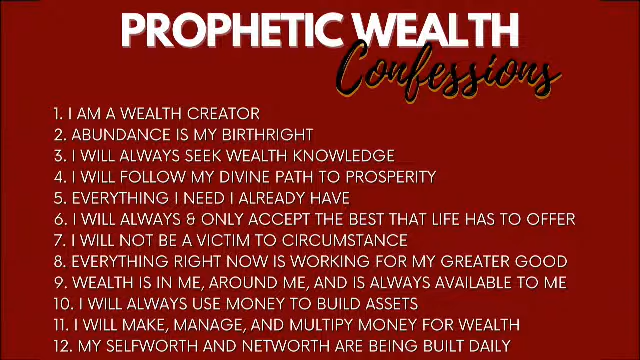 PROPHETIC WEALTH
Confessions
1. I AM A WEALTH CREATOR
2. ABUNDANCE IS MY BIRTHRIGHT
3. I WILL ALWAYS SEEK WEALTH KNOWLEDGE
4. I WILL FOLLOW MY DIVINE PATH TO PROSPERITY
5. EVERYTHING I NEED I ALREADY HAVE
6. I WILL ALWAYS & ONLY ACCEPT THE BEST THAT LIFE HAS TO OFFER
7. I WILL NOT BE A VICTIM TO CIRCUMSTANCE
8. EVERYTHING RIGHT NOW IS WORKING FOR MY GREATER GOOD
9. WEALTH IS IN ME, AROUND ME, AND IS ALWAYS AVAILABLE TO ME
10. I WILL ALWAYS USE MONEY TO BUILD ASSETS
11. I WILL MAKE, MANAGE, AND MULTIPY MONEY FOR WEALTH
12. MY SELFWORTH AND NETWORTH ARE BEING BUILT DAILY